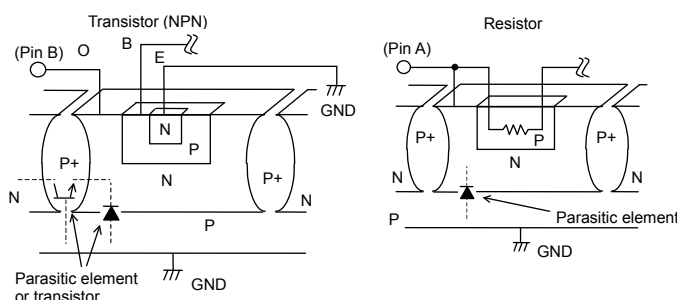 Transistor (NPN)
(Pin B)
O
B
E
GND
N
P
N
P+
P+
N
N
P
GND
Parasitic element
or transistor
Resistor
(Pin A)
P
N
P+
P+
N
N
P
Parasitic element
GND